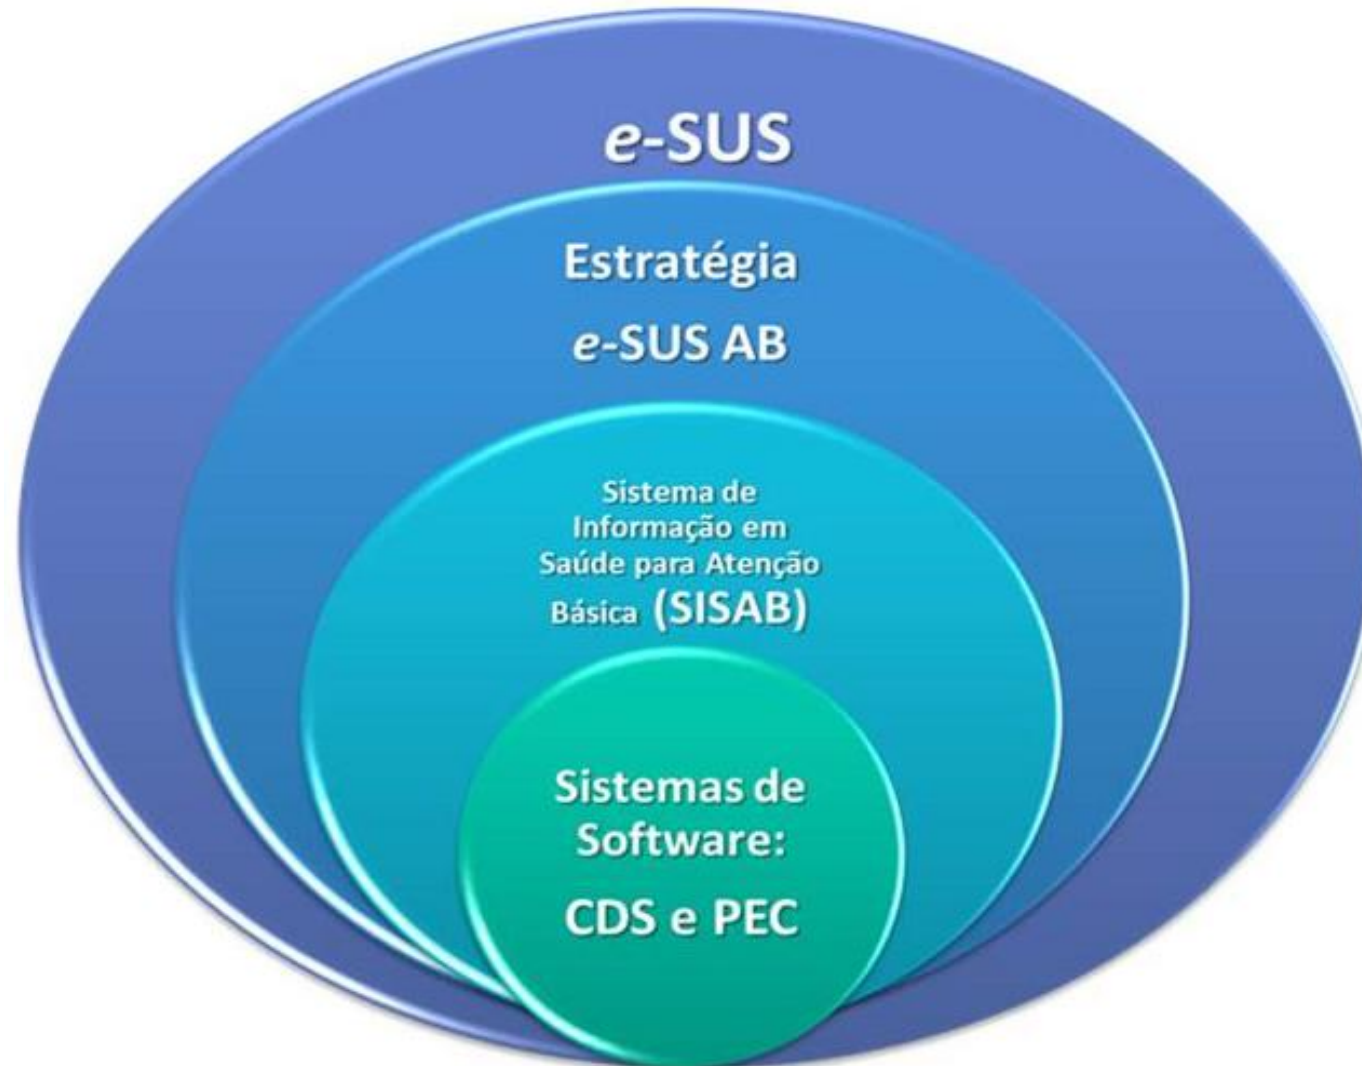 e-SUS
Estratégia
e-SUS AB
Sistema de
Informação em
Saúde para Atenção
Básica (SISAB)
Sistemas de
Software:
CDS e PEC